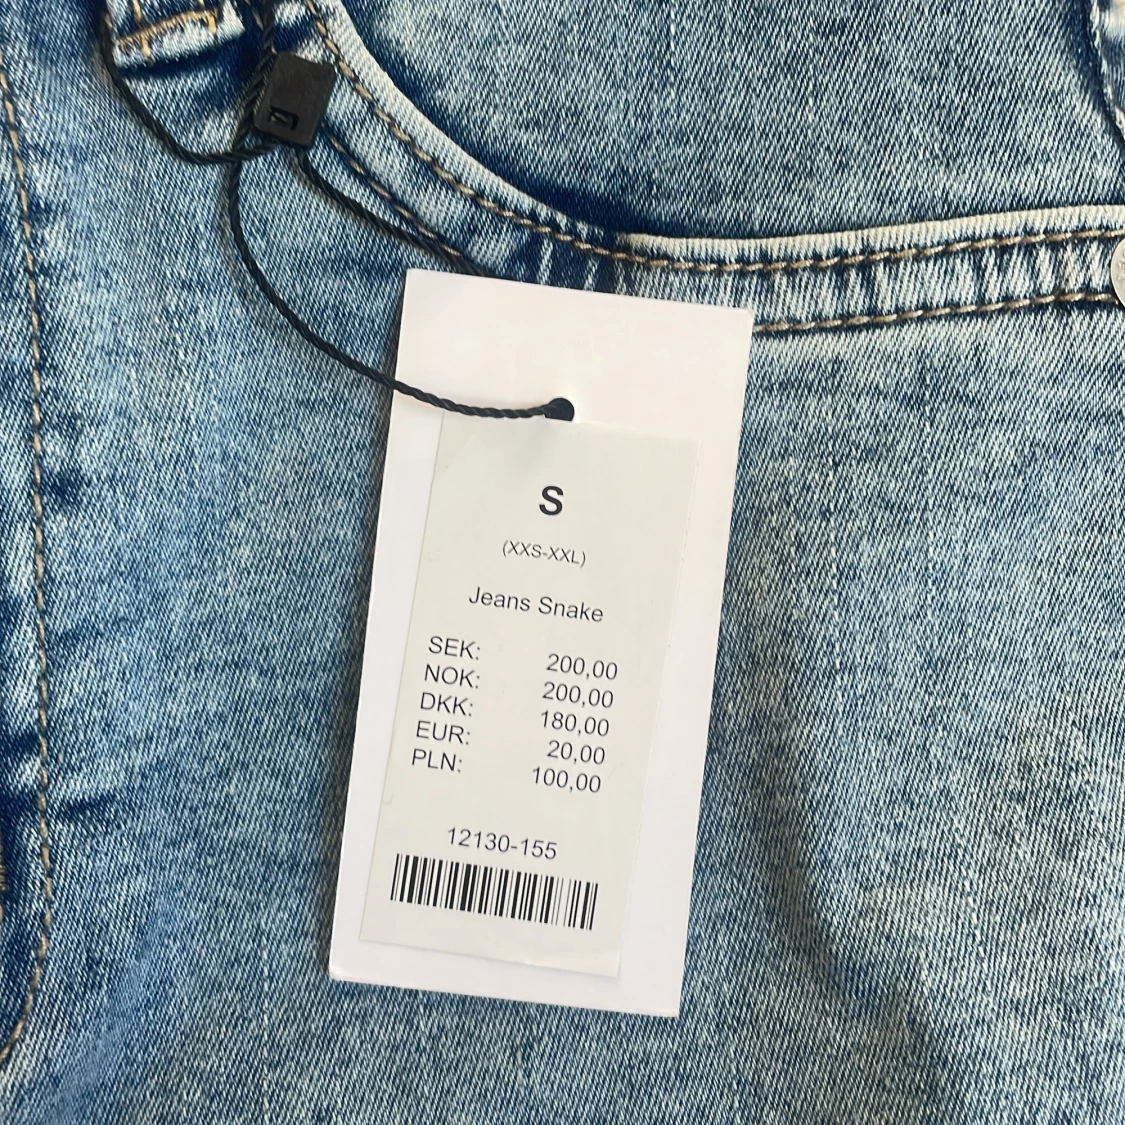 S
(XXS-XXL)
Jeans Snake
SEK: 200,00
NOK: 200,00
DKK: 180,00
EUR: 20,00
PLN: 100,00
12130-155